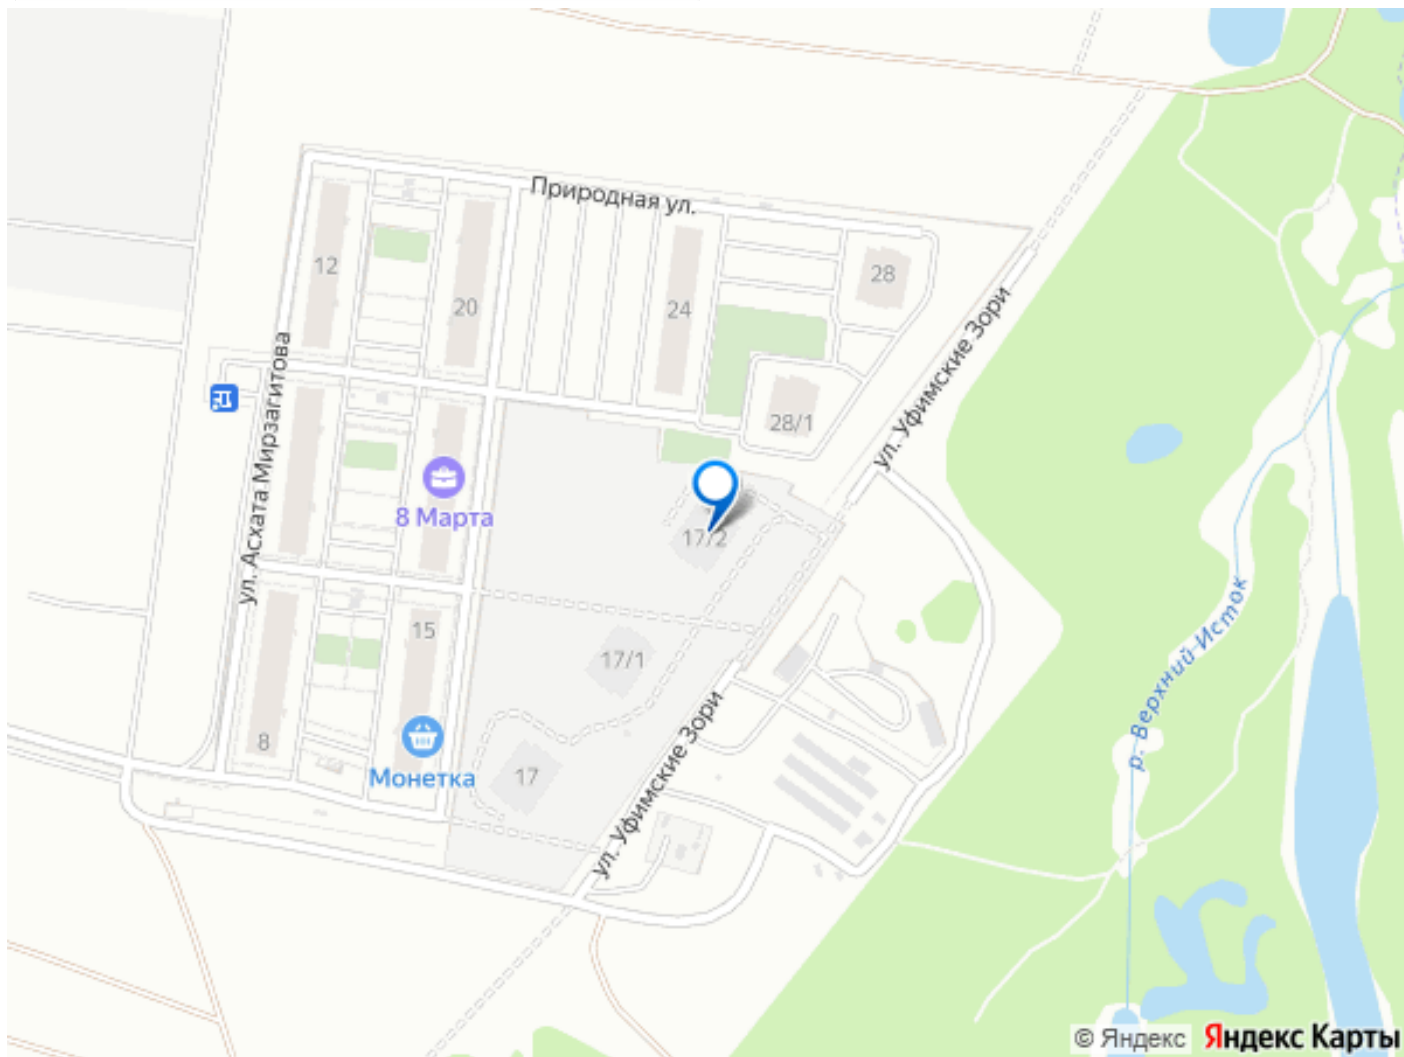 Природная ул.
12
28
20
24
ул. Уфимские Зори
ул. Асхата Мирзагитова
28/1
8 Марта
17/2
р. Верхний Исток
15
17/1
8
Монетка
17
ул. Уфимские Зори
© Яндекс Яндекс Карты